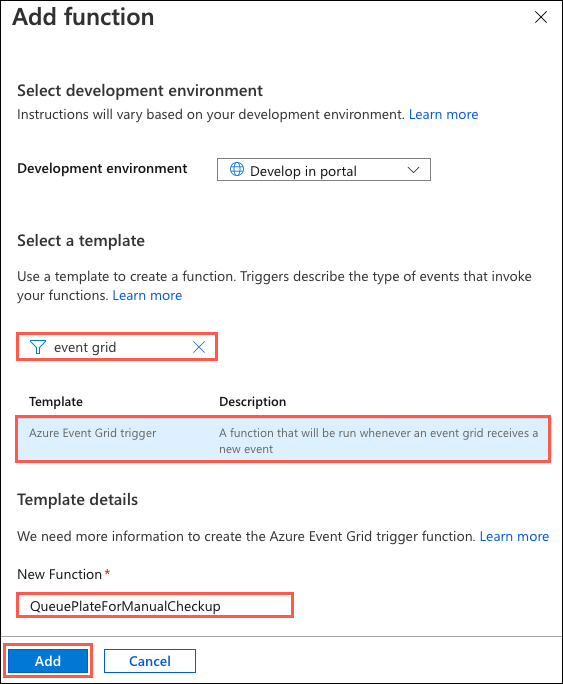 Add function
Select development environment
Instructions will vary based on your development environment. Learn more
Development environment
Develop in portal
Select a template
Use a template to create a function. Triggers describe the type of events that invoke
your functions. Learn more
event grid
Template Description
Azure Event Grid trigger A function that will be run whenever an event grid receives a
new event
Template details
We need more information to create the Azure Event Grid trigger function. Learn more
New Function*
QueuePlateForManualCheckup
Add Cancel